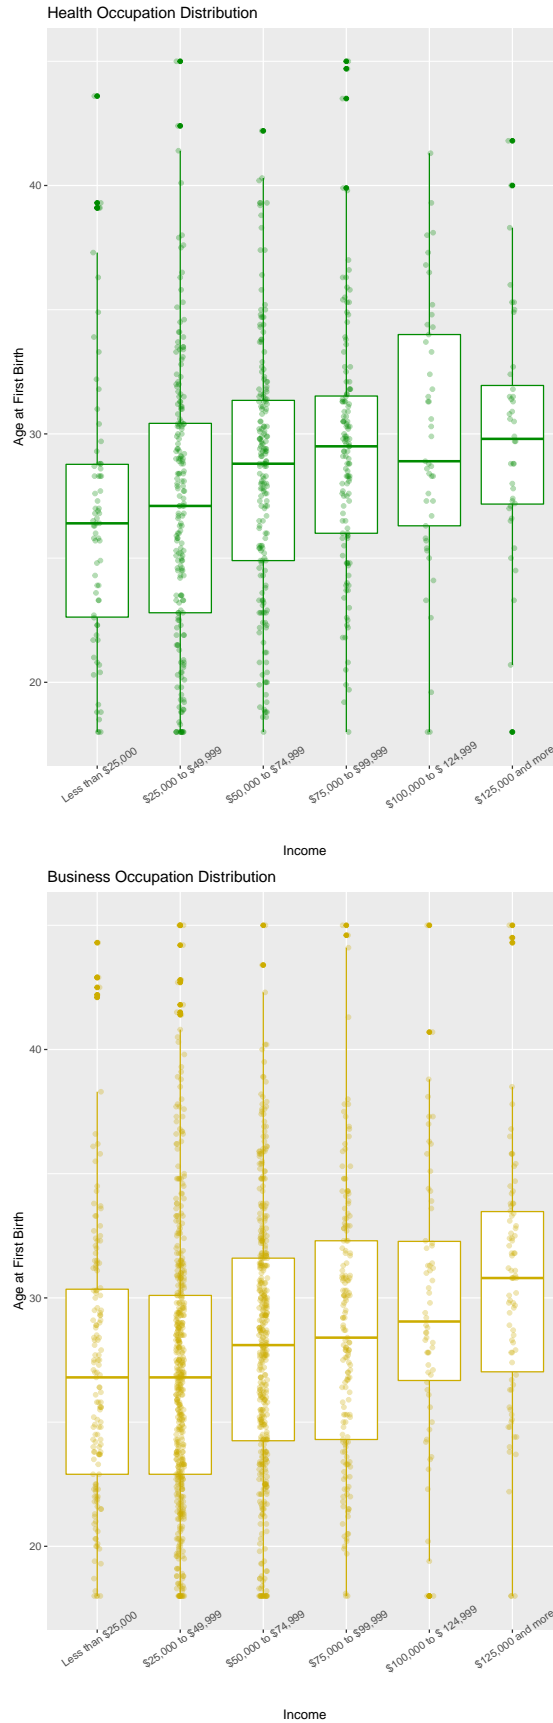 Health Occupation Distribution
40
30
20
Age at First Birth
Less than $25,000
$25,000 to $49,999
$50,000 to $74,999
$75,000 to $99,999
$100,000 to $ 124,999
$125,000 and more
Income
Business Occupation Distribution
40
30
20
Age at First Birth
Less than $25,000
$25,000 to $49,999
$50,000 to $74,999
$75,000 to $99,999
$100,000 to $ 124,999
$125,000 and more
Income